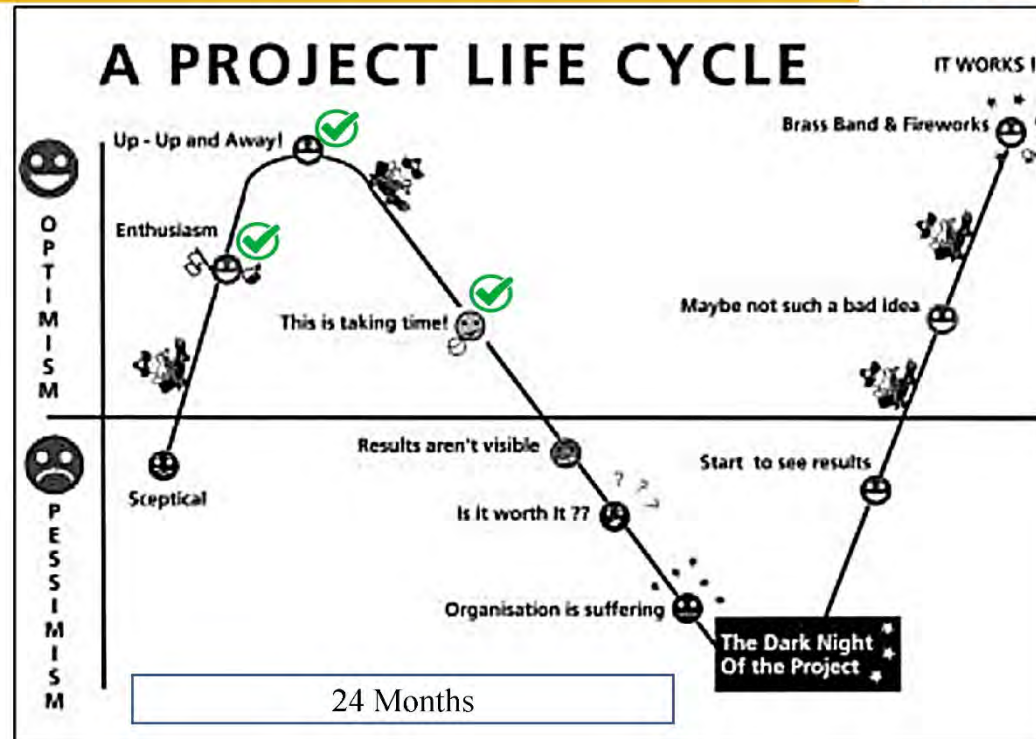 A PROJECT LIFE CYCLE
IT WORKS !
Up - Up and Away!
Brass Band & Fireworks
OPTIMISM
Enthusiasm
This is taking time!
Maybe not such a bad idea
Results aren't visible
Start to see results
Sceptical
? ? ?
Is it worth it ??
PESSIMISM
Organisation is suffering
The Dark Night
Of the Project
24 Months